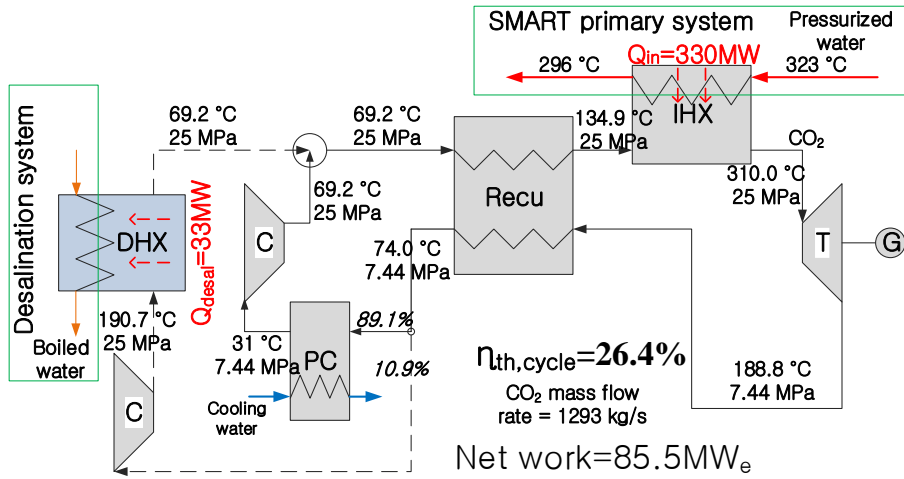 SMART primary system
Pressurized
water
Qin=330MW
296 °C
323 °C
IHX
69.2 °C
25 MPa
69.2 °C
25 MPa
134.9 °C
25 MPa
CO2
310.0 °C
25 MPa
Desalination system
DHX
Qdesal=33MW
69.2 °C
25 MPa
C
Recu
T
G
74.0 °C
7.44 MPa
190.7 °C
25 MPa
Boiled
water
C
31 °C
7.44 MPa
PC
89.1%
10.9%
Cooling
water
ηth,cycle=26.4%
CO2 mass flow
rate = 1293 kg/s
188.8 °C
7.44 MPa
Net work=85.5MWe